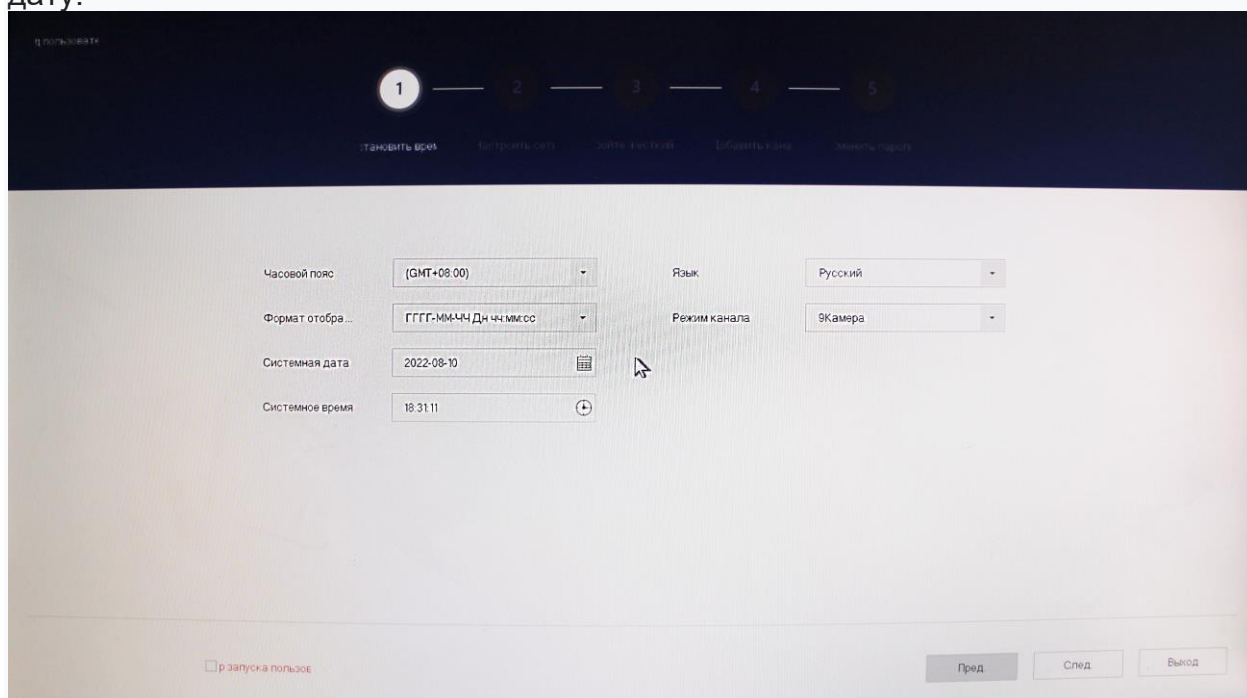 дату.
1 2 3 4 5
тановить врем
Часовой пояс (GMT+08:00) Язык Русский
Формат отобра... ГГГГ-ММ-ЧЧ Дн чч:мм:сс Режим канала 9Камера
Системная дата 2022-08-10
Системное время 18:31:11
р запуска пользов
Пред. След. Выход